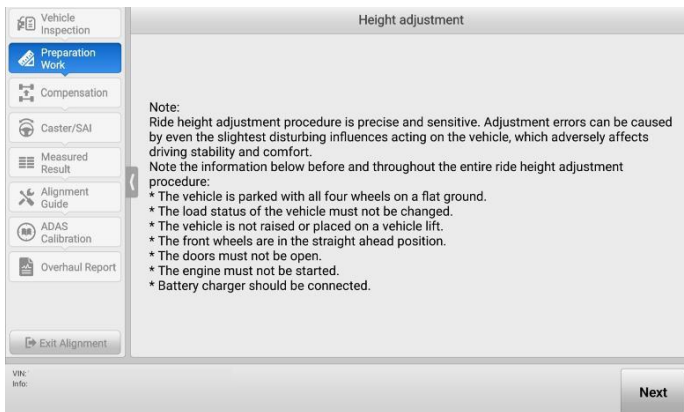 Vehicle
Inspection
Height adjustment
Preparation
Work
Compensation
Caster/SAI
Measured
Result
Alignment
Guide
ADAS
Calibration
Overhaul Report
Exit Alignment
Note:
Ride height adjustment procedure is precise and sensitive. Adjustment errors can be caused
by even the slightest disturbing influences acting on the vehicle, which adversely affects
driving stability and comfort.
Note the information below before and throughout the entire ride height adjustment
procedure:
* The vehicle is parked with all four wheels on a flat ground.
* The load status of the vehicle must not be changed.
* The vehicle is not raised or placed on a vehicle lift.
* The front wheels are in the straight ahead position.
* The doors must not be open.
* The engine must not be started.
* Battery charger should be connected.
VIN:
Info:
Next